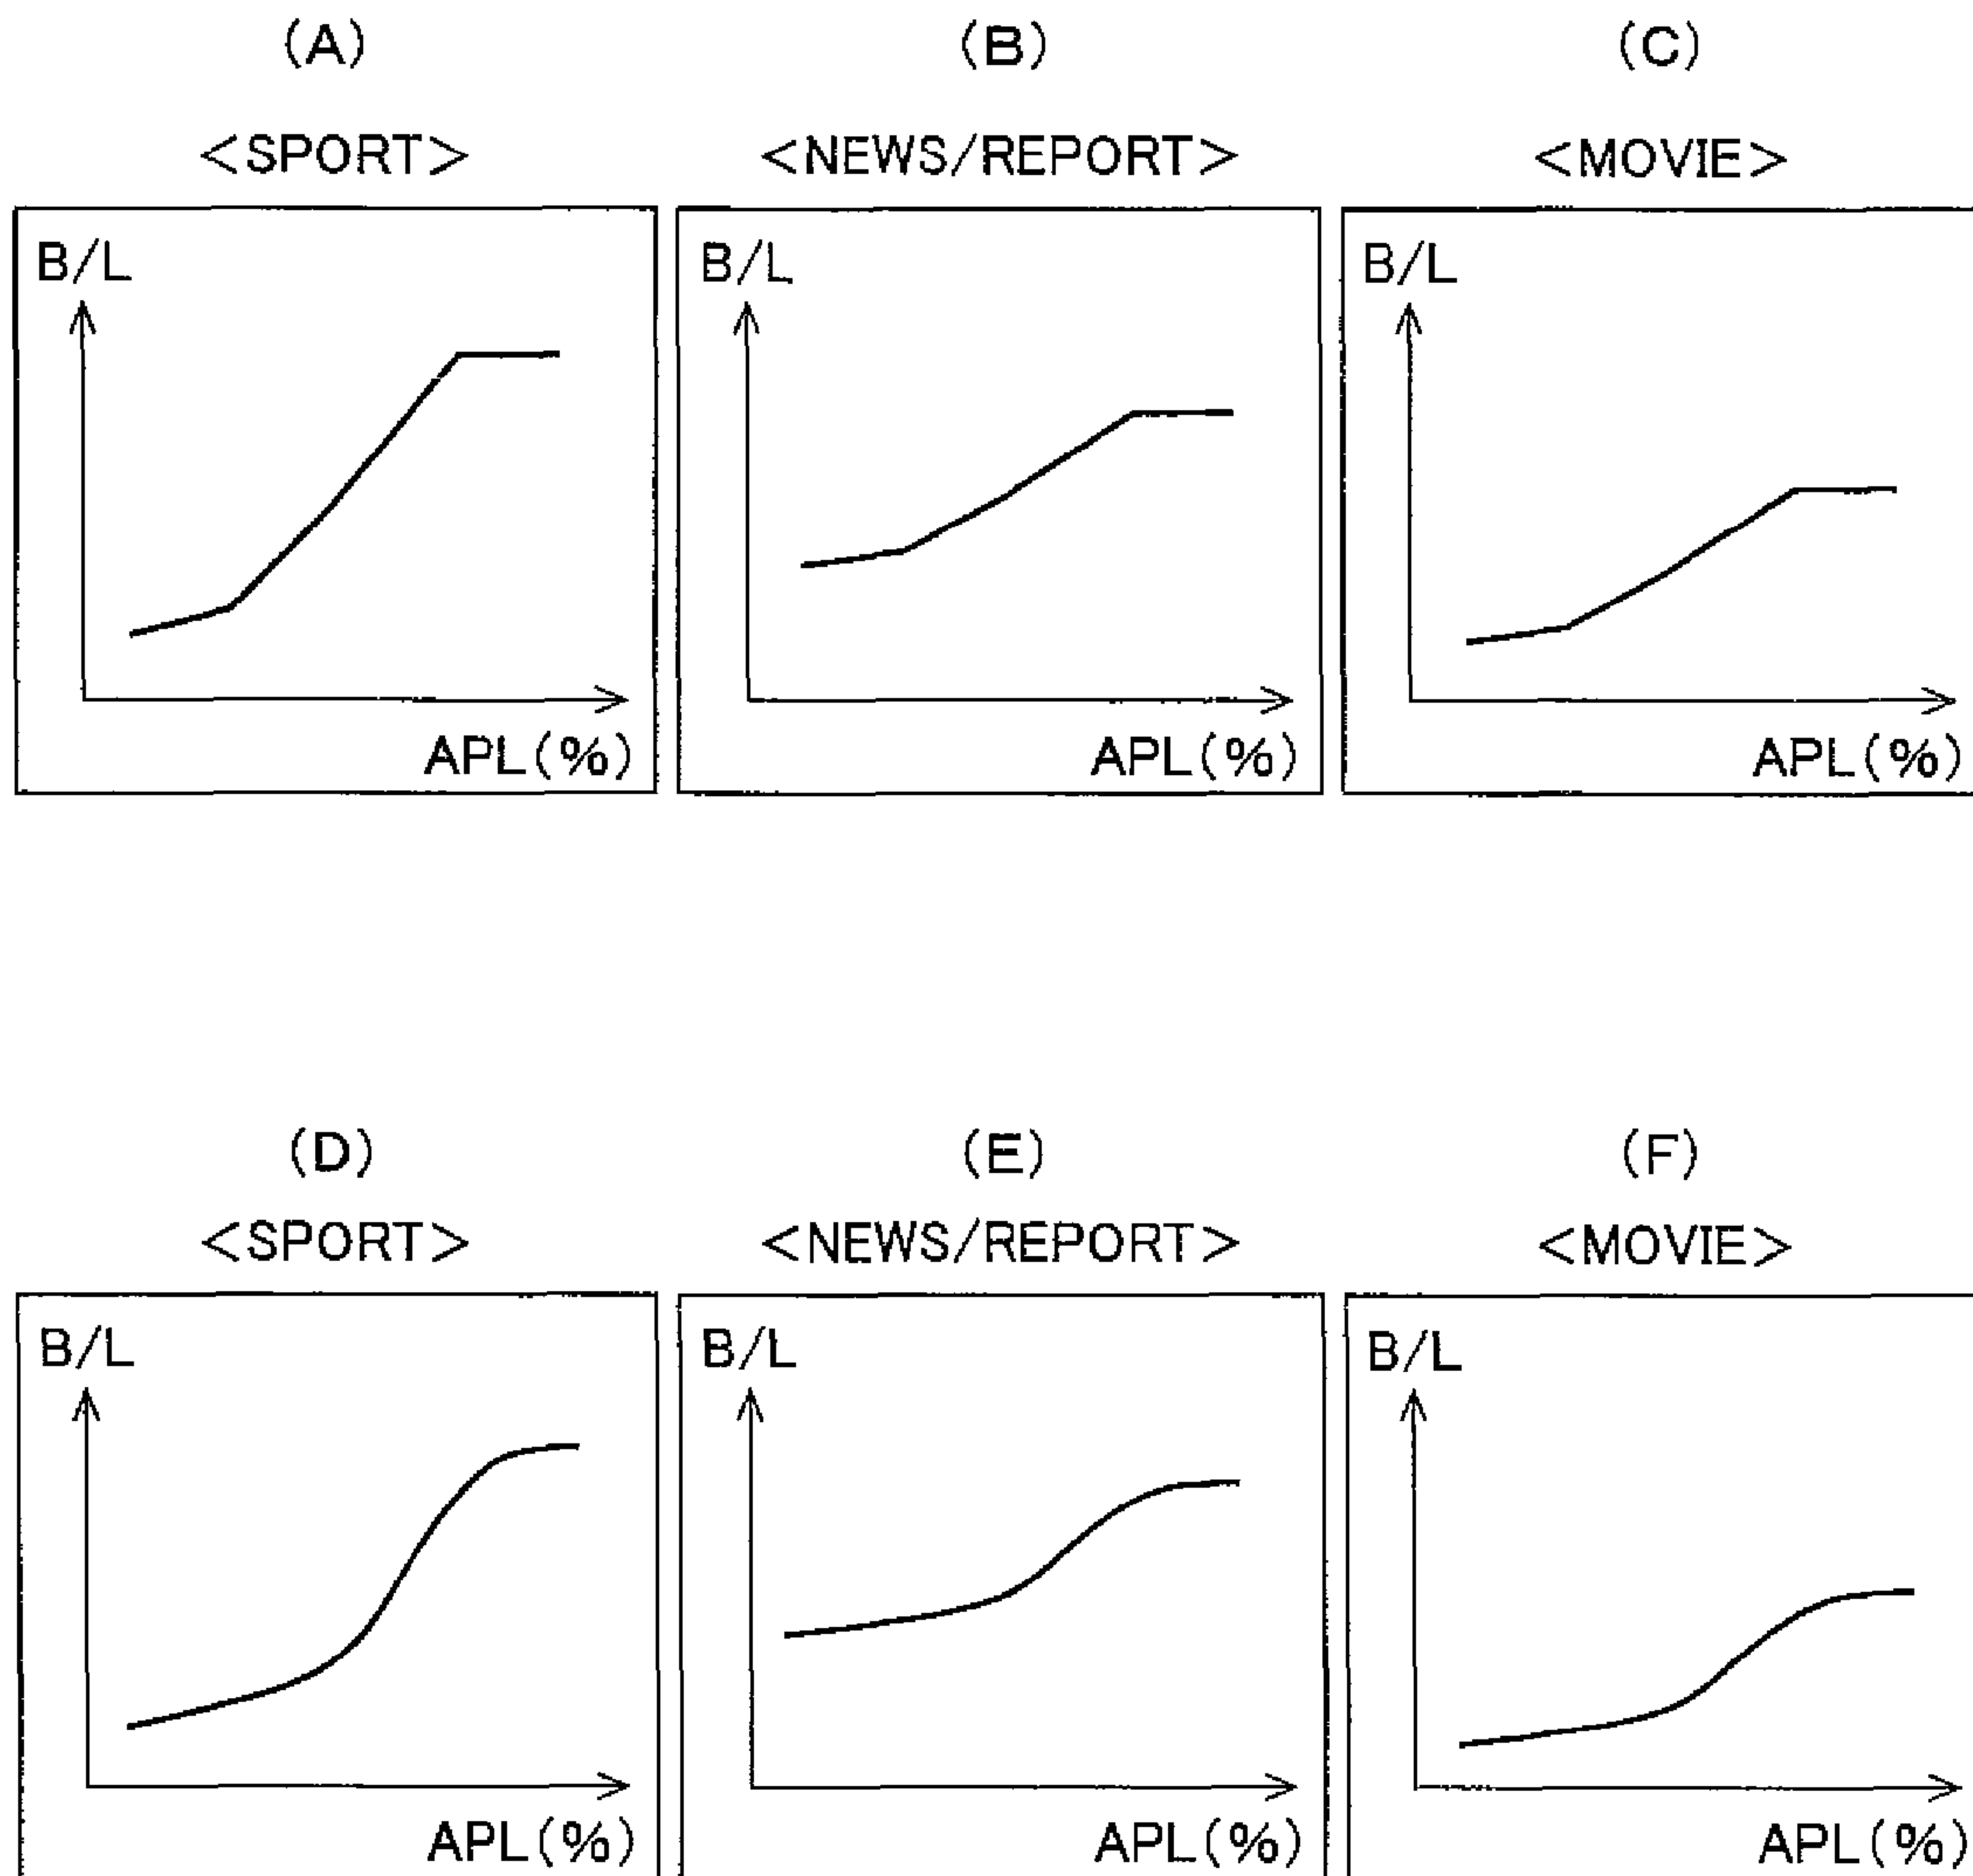 (A)
<SPORT>
B/L
APL(%)
(B)
<NEWS/REPORT>
B/L
APL(%)
(C)
<MOVIE>
B/L
APL(%)
(D)
<SPORT>
B/L
APL(%)
(E)
<NEWS/REPORT>
B/L
APL(%)
(F)
<MOVIE>
B/L
APL(%)